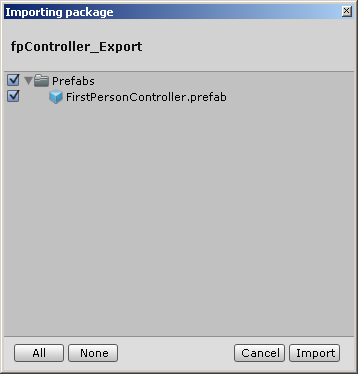 Importing package
fpController_Export
Prefabs
FirstPersonController.prefab
All None Cancel Import